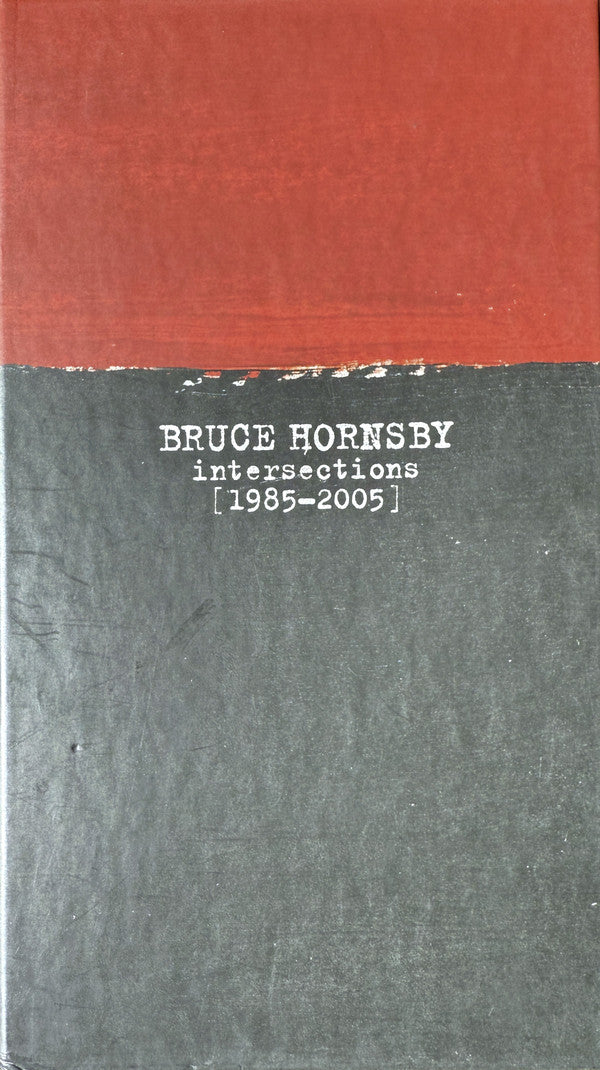 BRUCE HORNSBY
intersections
[1985-2005]